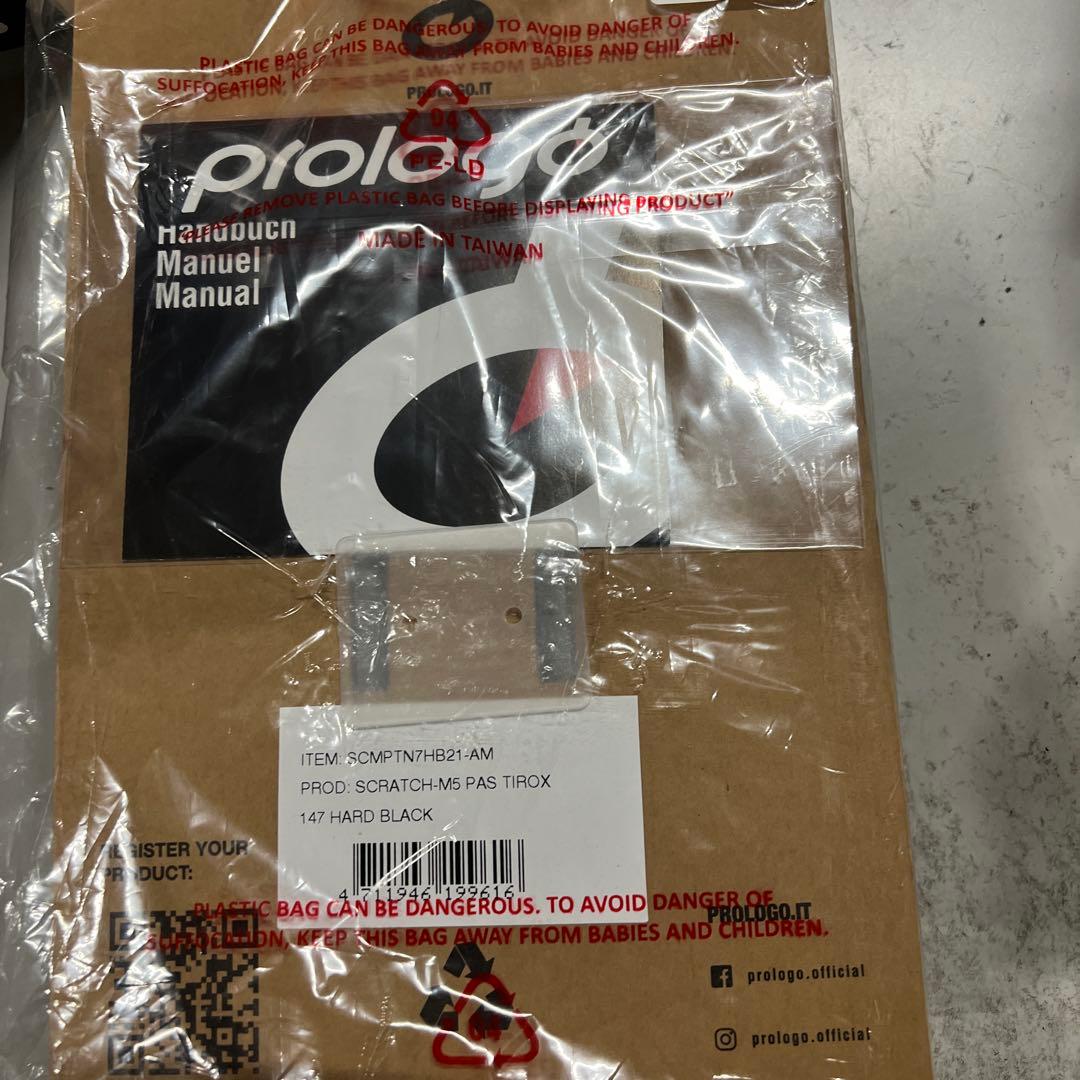 PLASTIC BAG CAN BE DANGEROUS. TO AVOID DANGER OF
SUFFOCATION, KEEP THIS BAG AWAY FROM BABIES AND CHILDREN.
PROLOGO.IT
04
PE-LD
prologo
"PLEASE REMOVE PLASTIC BAG BEFORE DISPLAYING PRODUCT"
MADE IN TAIWAN
Handbuch
Manuel
Manual
ITEM: SCMPTN7HB21-AM
PROD: SCRATCH-M5 PAS TIROX
147 HARD BLACK
4 711946 199616
REGISTER YOUR
PRODUCT:
PLASTIC BAG CAN BE DANGEROUS. TO AVOID DANGER OF
SUFFOCATION, KEEP THIS BAG AWAY FROM BABIES AND CHILDREN.
PROLOGO.IT
04
prologo.official
prologo.official